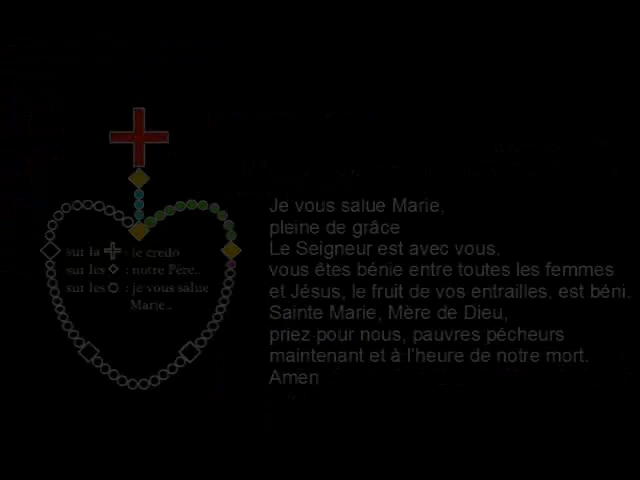 sur la : le credo
sur les : notre Père..
sur les : je vous salue
Marie..
Je vous salue Marie,
pleine de grâce
Le Seigneur est avec vous,
vous êtes bénie entre toutes les femmes
et Jésus, le fruit de vos entrailles, est béni.
Sainte Marie, Mère de Dieu,
priez pour nous, pauvres pécheurs
maintenant et à l'heure de notre mort.
Amen